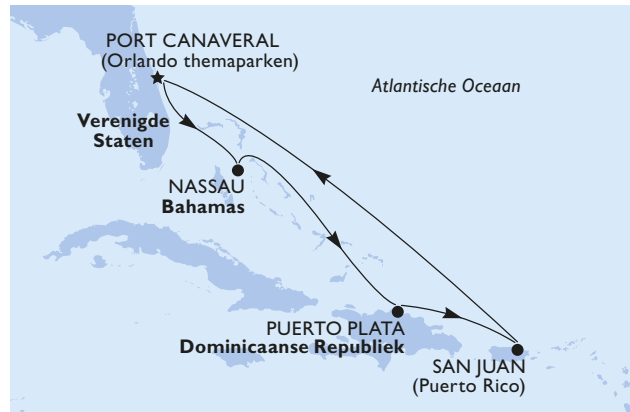 PORT CANAVERAL
(Orlando themaparken)
Atlantische Oceaan
Verenigde
Staten
NASSAU
Bahamas
PUERTO PLATA
Dominicaanse Republiek
SAN JUAN
(Puerto Rico)